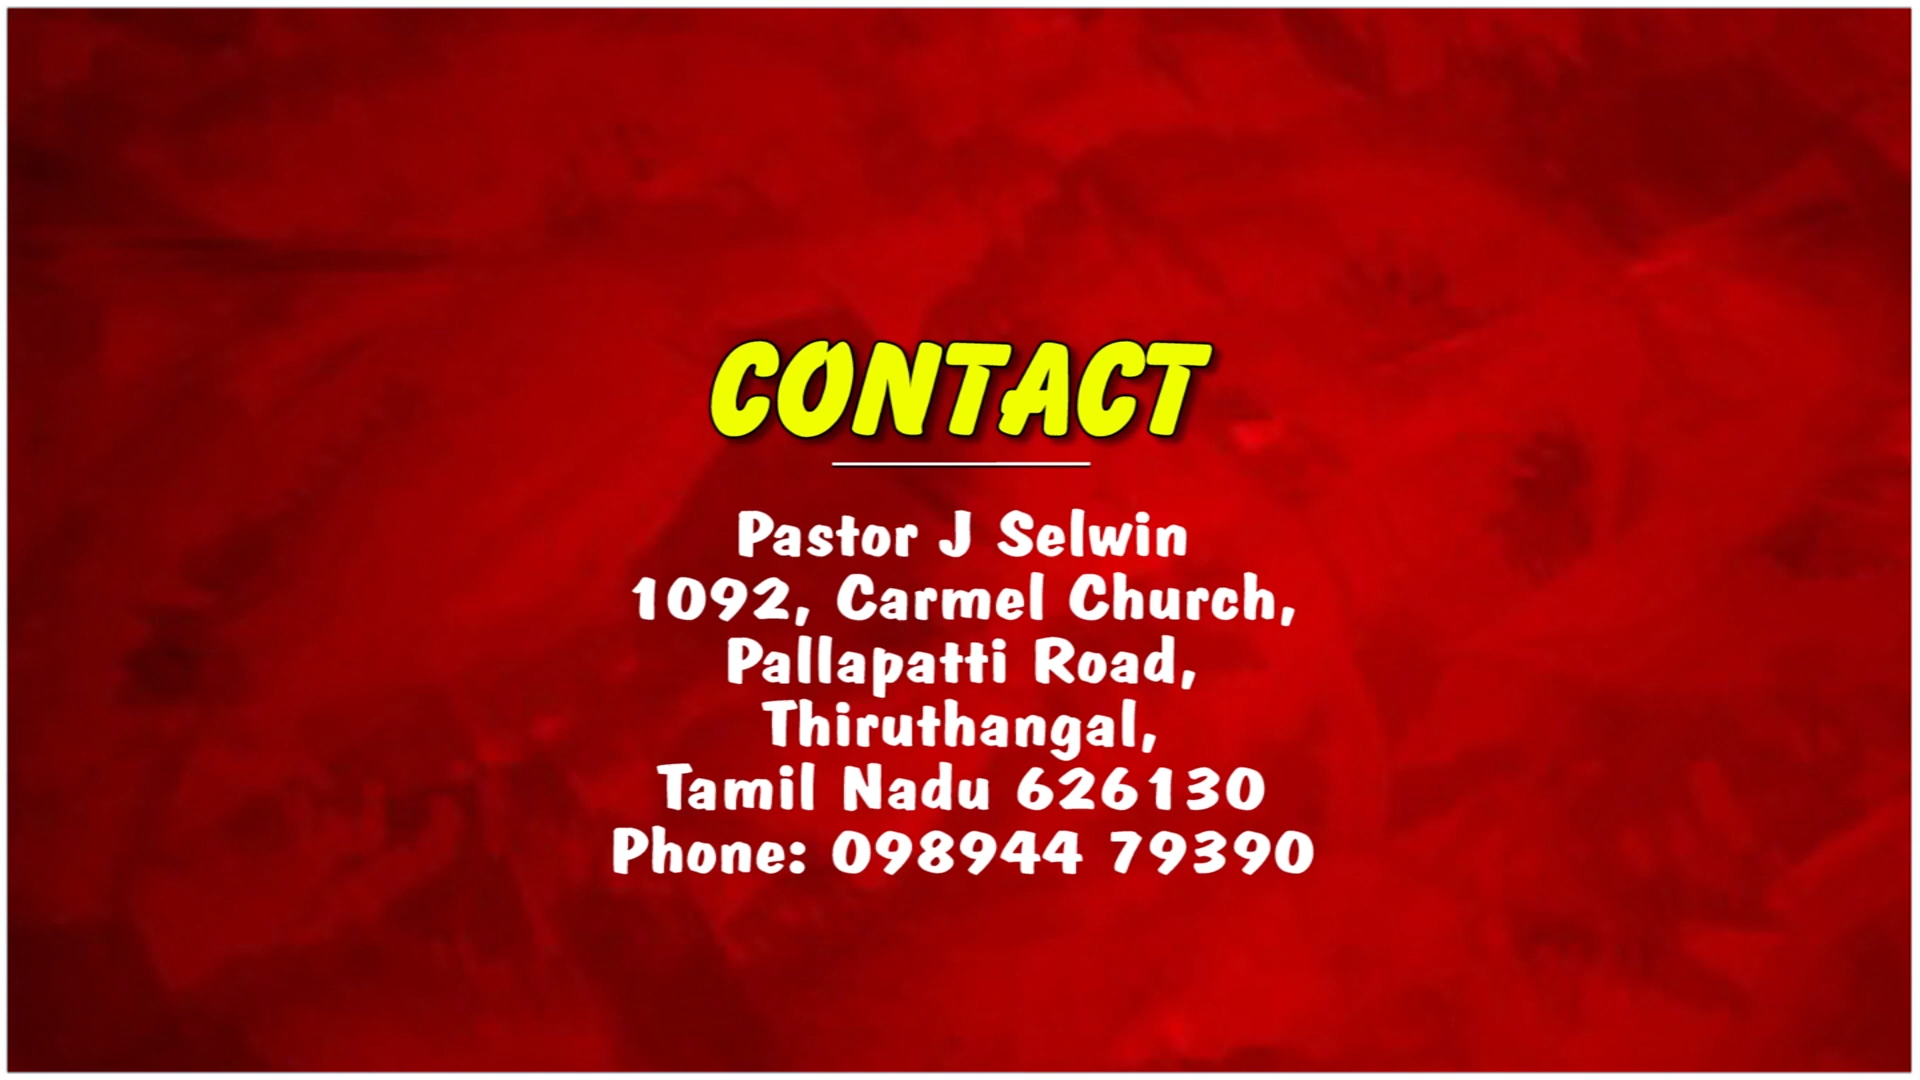 CONTACT
Pastor J Selwin
1092, Carmel Church,
Pallapatti Road,
Thiruthangal,
Tamil Nadu 626130
Phone: 098944 79390